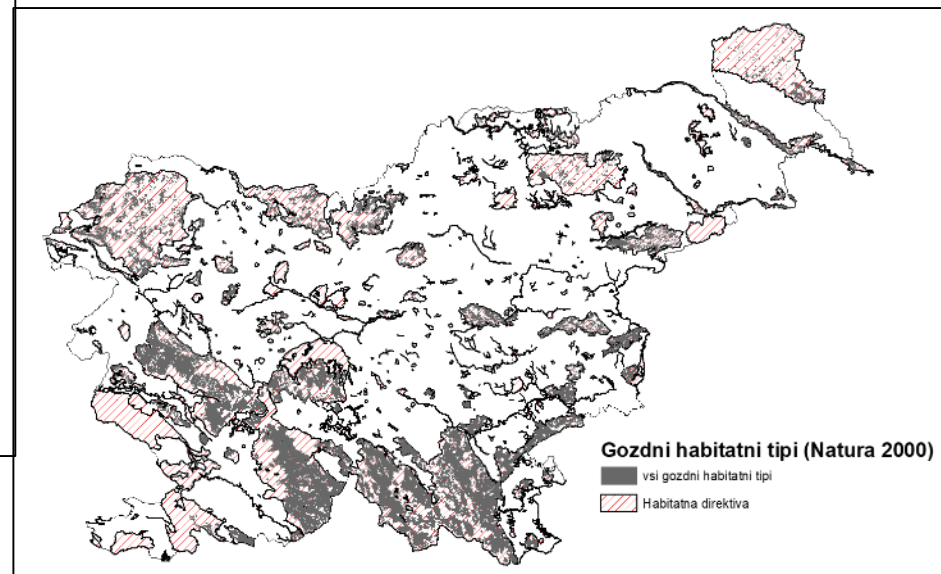 Gozdni habitatni tipi (Natura 2000)
vsi gozdni habitatni tipi
Habitatna direktiva